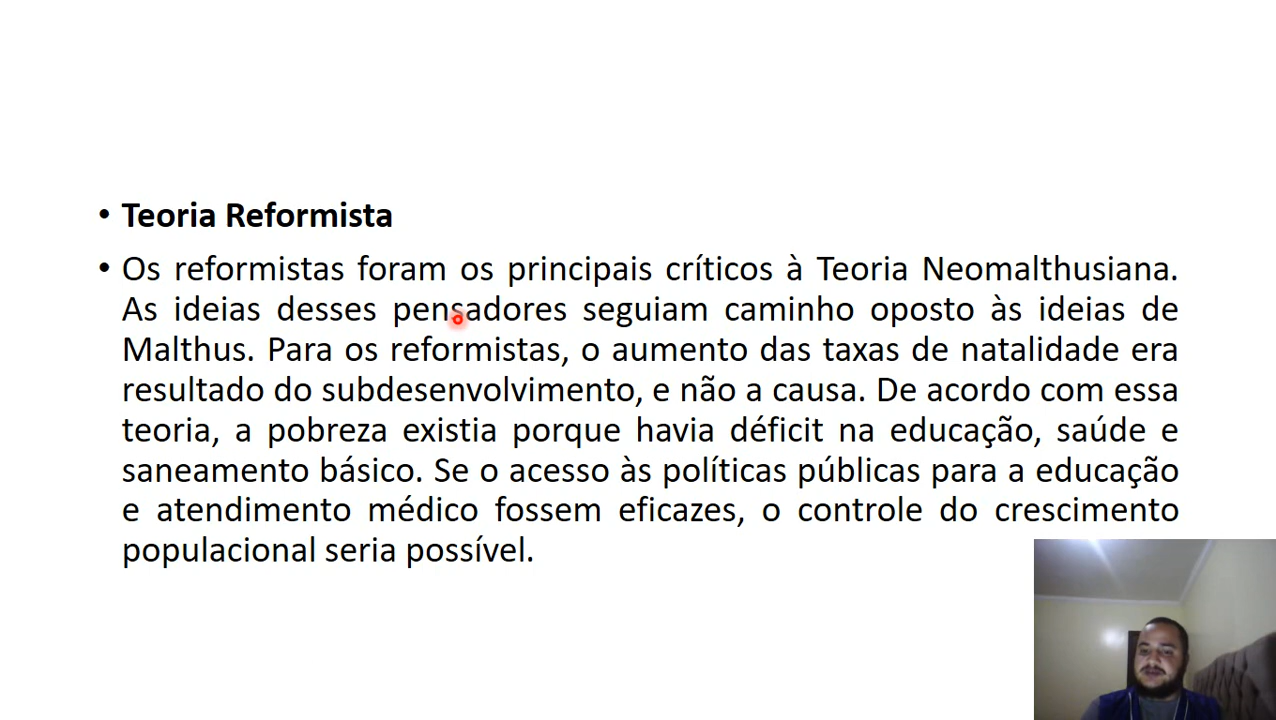 • Teoria Reformista
• Os reformistas foram os principais críticos à Teoria Neomalthusiana.
As ideias desses pensadores seguiam caminho oposto às ideias de
Malthus. Para os reformistas, o aumento das taxas de natalidade era
resultado do subdesenvolvimento, e não a causa. De acordo com essa
teoria, a pobreza existia porque havia déficit na educação, saúde e
saneamento básico. Se o acesso às políticas públicas para a educação
e atendimento médico fossem eficazes, o controle do crescimento
populacional seria possível.